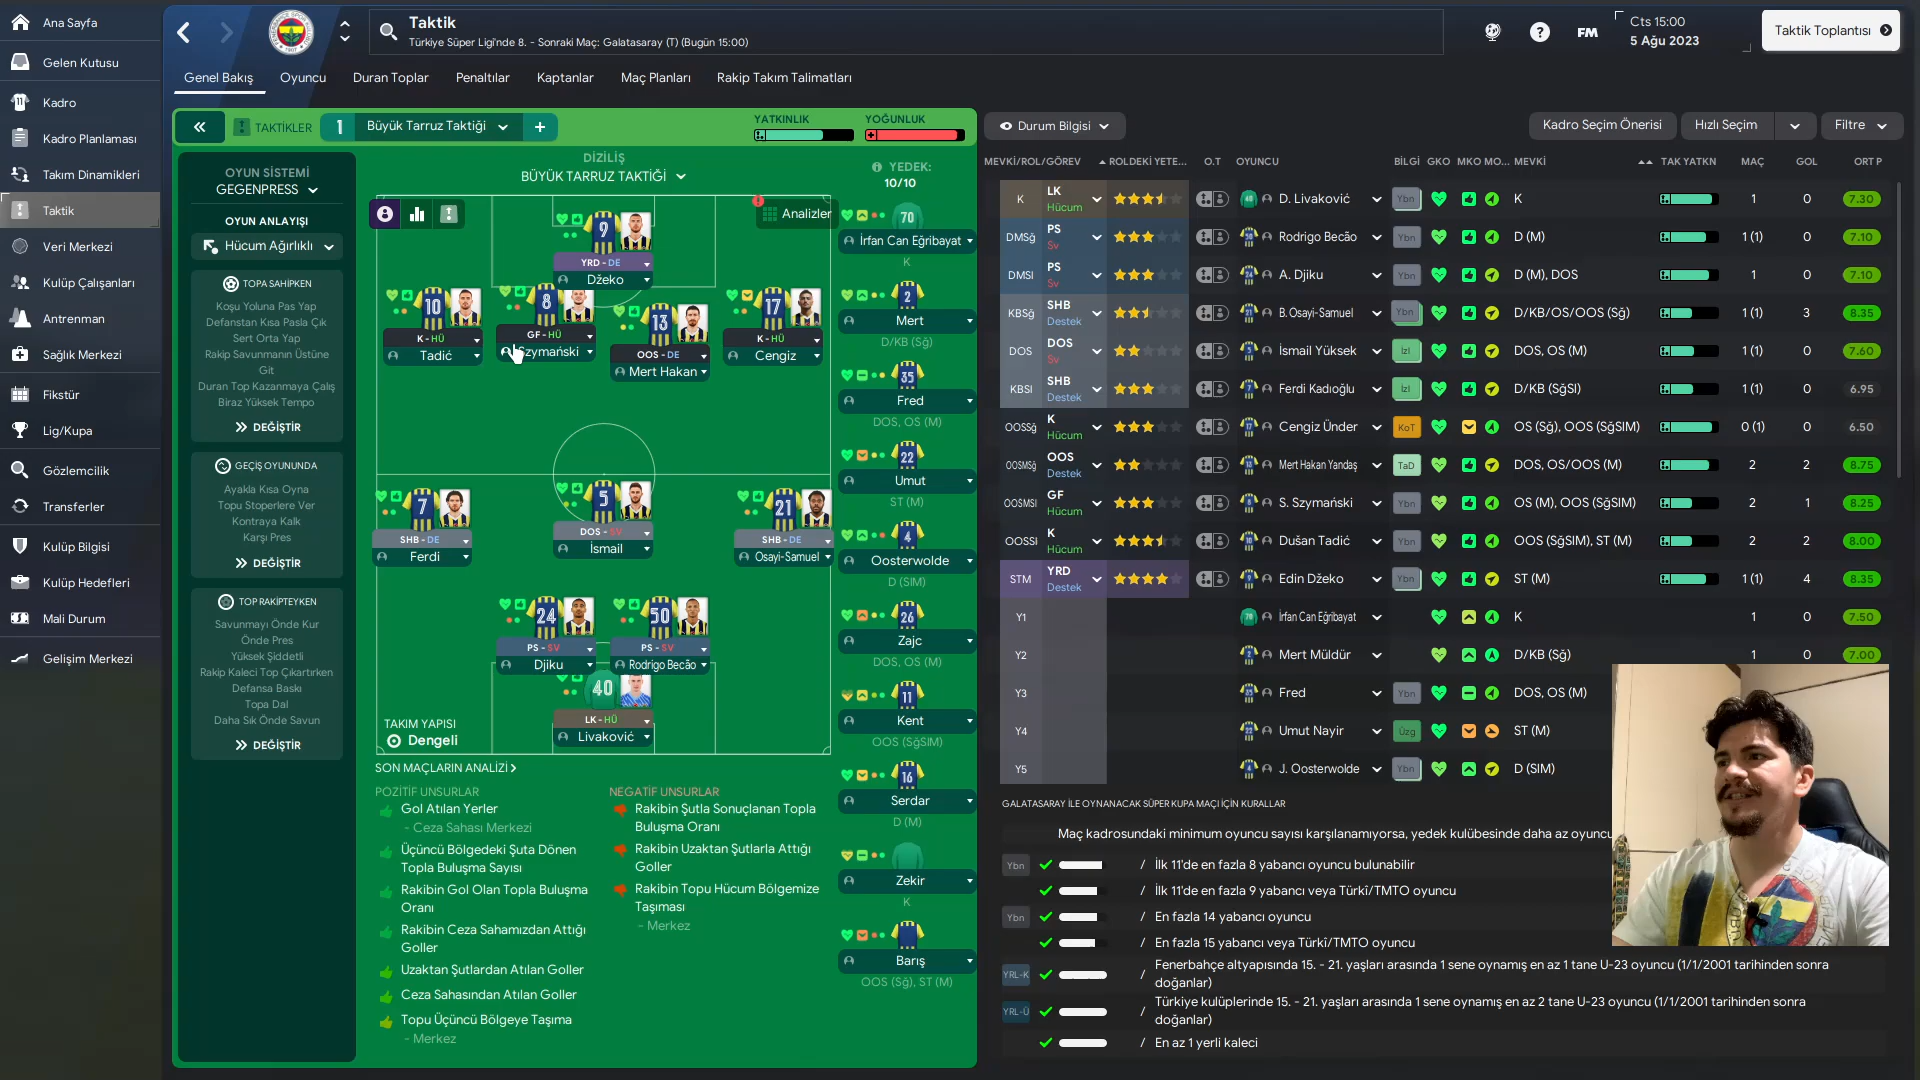 Ana Sayfa
Gelen Kutusu
Kadro
Kadro Planlaması
Takım Dinamikleri
Taktik
Veri Merkezi
Kulüp Çalışanları
Antrenman
Sağlık Merkezi
Fikstür
Lig/Kupa
Gözlemcilik
Transferler
Kulüp Bilgisi
Kulüp Hedefleri
Mali Durum
Gelişim Merkezi
Taktik
Türkiye Süper Ligi'nde 8. - Sonraki Maç: Galatasaray (T) (Bugün 15:00)
FM
Cts 15:00
5 Ağu 2023
Taktik Toplantısı
Genel Bakış Oyuncu Duran Toplar Penaltılar Kaptanlar Maç Planları Rakip Takım Talimatları
TAKTİKLER 1 Büyük Tarruz Taktiği
YATKINLIK
YOĞUNLUK
OYUN SİSTEMİ
GEGENPRESS
OYUN ANLAYIŞI
Hücum Ağırlıklı
TOPA SAHİPKEN
Koşu Yoluna Pas Yap
Defanstan Kısa Pasla Çık
Sert Orta Yap
Rakip Savunmanın Üstüne
Git
Duran Top Kazanmaya Çalış
Biraz Yüksek Tempo
DEĞİŞTİR
GEÇİŞ OYUNUNDA
Ayakla Kısa Oyna
Topu Stoperlere Ver
Kontraya Kalk
Karşı Pres
DEĞİŞTİR
TOP RAKİPTEYKEN
Savunmayı Önde Kur
Önde Pres
Yüksek Şiddetli
Rakip Kaleci Top Çıkartırken
Defansa Baskı
Topa Dal
Daha Sık Önde Savun
DEĞİŞTİR
DİZİLİŞ
BÜYÜK TARRUZ TAKTİĞİ
Analizler
9
YRD - DE
Džeko
10
K - HÜ
Tadić
8
GF - HÜ
Szymański
13
OOS - DE
Mert Hakan
17
K - HÜ
Cengiz
7
SHB - DE
Ferdi
5
DOS - SV
İsmail
21
SHB - DE
Osayi-Samuel
24
PS - SV
Djiku
50
PS - SV
Rodrigo Becão
40
LK - HÜ
Livaković
TAKIM YAPISI
Dengeli
YEDEK:
10/10
70
İrfan Can Eğribayat
K
2
Mert
D/KB (Sğ)
35
Fred
DOS, OS (M)
22
Umut
ST (M)
4
Oosterwolde
D (SlM)
26
Zajc
DOS, OS (M)
11
Kent
OOS (SğSlM)
16
Serdar
D (M)
Zekir
K
Barış
OOS (Sğ), ST (M)
SON MAÇLARIN ANALİZİ
POZİTİF UNSURLAR
Gol Atılan Yerler
- Ceza Sahası Merkezi
Üçüncü Bölgedeki Şuta Dönen
Topla Buluşma Sayısı
Rakibin Gol Olan Topla Buluşma
Oranı
Rakibin Ceza Sahamızdan Attığı
Goller
Uzaktan Şutlardan Atılan Goller
Ceza Sahasından Atılan Goller
Topu Üçüncü Bölgeye Taşıma
- Merkez
NEGATİF UNSURLAR
Rakibin Şutla Sonuçlanan Topla
Buluşma Oranı
Rakibin Uzaktan Şutlarla Attığı
Goller
Rakibin Topu Hücum Bölgemize
Taşıması
- Merkez
Durum Bilgisi
Kadro Seçim Önerisi
Hızlı Seçim
Filtre
MEVKİ/ROL/GÖREV ROLDEKİ YETE... O.T OYUNCU BİLGİ GKO MKO MO... MEVKİ TAK YATKN MAÇ GOL ORT P
K LK Hücum D. Livaković Ybn K 1 0 7.30
DMSğ PS Sv Rodrigo Becão Ybn D (M) 1 (1) 0 7.10
DMSl PS Sv A. Djiku Ybn D (M), DOS 1 0 7.10
KBSğ SHB Destek B. Osayi-Samuel Ybn D/KB/OS/OOS (Sğ) 1 (1) 3 8.35
DOS DOS Sv İsmail Yüksek İzl DOS, OS (M) 1 (1) 0 7.60
KBSl SHB Destek Ferdi Kadıoğlu İzl D/KB (SğSl) 1 (1) 0 6.95
OOSSğ K Hücum Cengiz Ünder KoT OS (Sğ), OOS (SğSlM) 0 (1) 0 6.50
OOSMSğ OOS Destek Mert Hakan Yandaş TaD DOS, OS/OOS (M) 2 2 8.75
OOSMSl GF Hücum S. Szymański Ybn OS (M), OOS (SğSlM) 2 1 8.25
OOSSl K Hücum Dušan Tadić Ybn OOS (SğSlM), ST (M) 2 2 8.00
STM YRD Destek Edin Džeko Ybn ST (M) 1 (1) 4 8.35
Y1 İrfan Can Eğribayat K 1 0 7.50
Y2 Mert Müldür D/KB (Sğ) 1 0 7.00
Y3 Fred Ybn DOS, OS (M)
Y4 Umut Nayir Üzg ST (M)
Y5 J. Oosterwolde Ybn D (SlM)
GALATASARAY İLE OYNANACAK SÜPER KUPA MAÇI İÇİN KURALLAR
Maç kadrosundaki minimum oyuncu sayısı karşılanamıyorsa, yedek kulübesinde daha az oyuncu
Ybn / İlk 11'de en fazla 8 yabancı oyuncu bulunabilir
/ İlk 11'de en fazla 9 yabancı veya Türkî/TMTO oyuncu
Ybn / En fazla 14 yabancı oyuncu
/ En fazla 15 yabancı veya Türkî/TMTO oyuncu
YRL-K / Fenerbahçe altyapısında 15. - 21. yaşları arasında 1 sene oynamış en az 1 tane U-23 oyuncu (1/1/2001 tarihinden sonra
doğanlar)
YRL-Ü / Türkiye kulüplerinde 15. - 21. yaşları arasında 1 sene oynamış en az 2 tane U-23 oyuncu (1/1/2001 tarihinden sonra
doğanlar)
/ En az 1 yerli kaleci